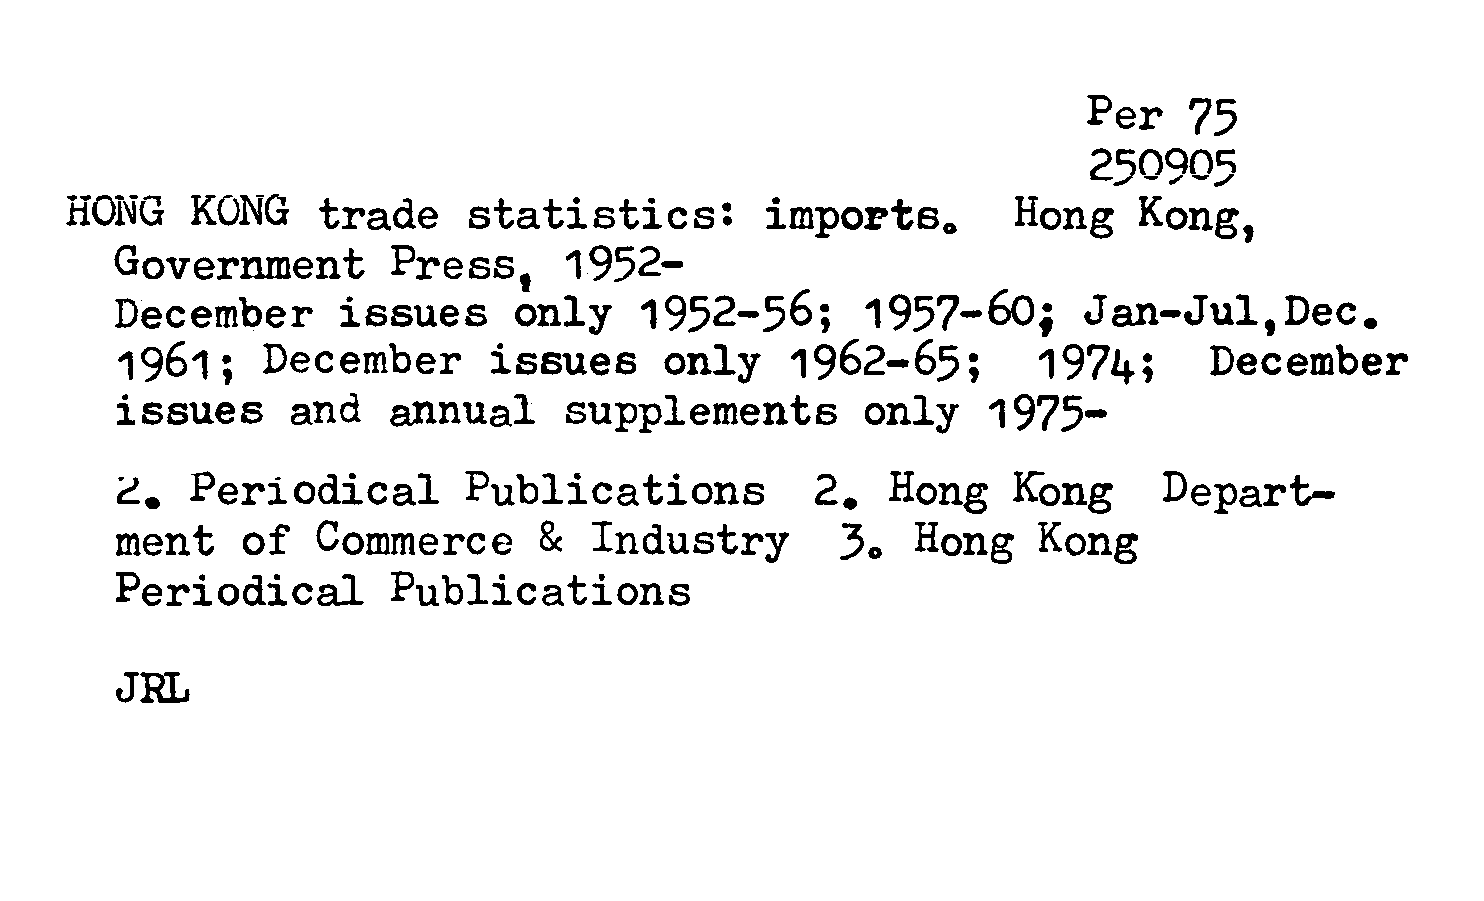 Per 75
250905
HONG KONG trade statistics: imports. Hong Kong,
Government Press, 1952-
December issues only 1952-56; 1957-60; Jan-Jul,Dec.
1961; December issues only 1962-65; 1974; December
issues and annual supplements only 1975-
2. Periodical Publications 2. Hong Kong Depart-
ment of Commerce & Industry 3. Hong Kong
Periodical Publications
JRL